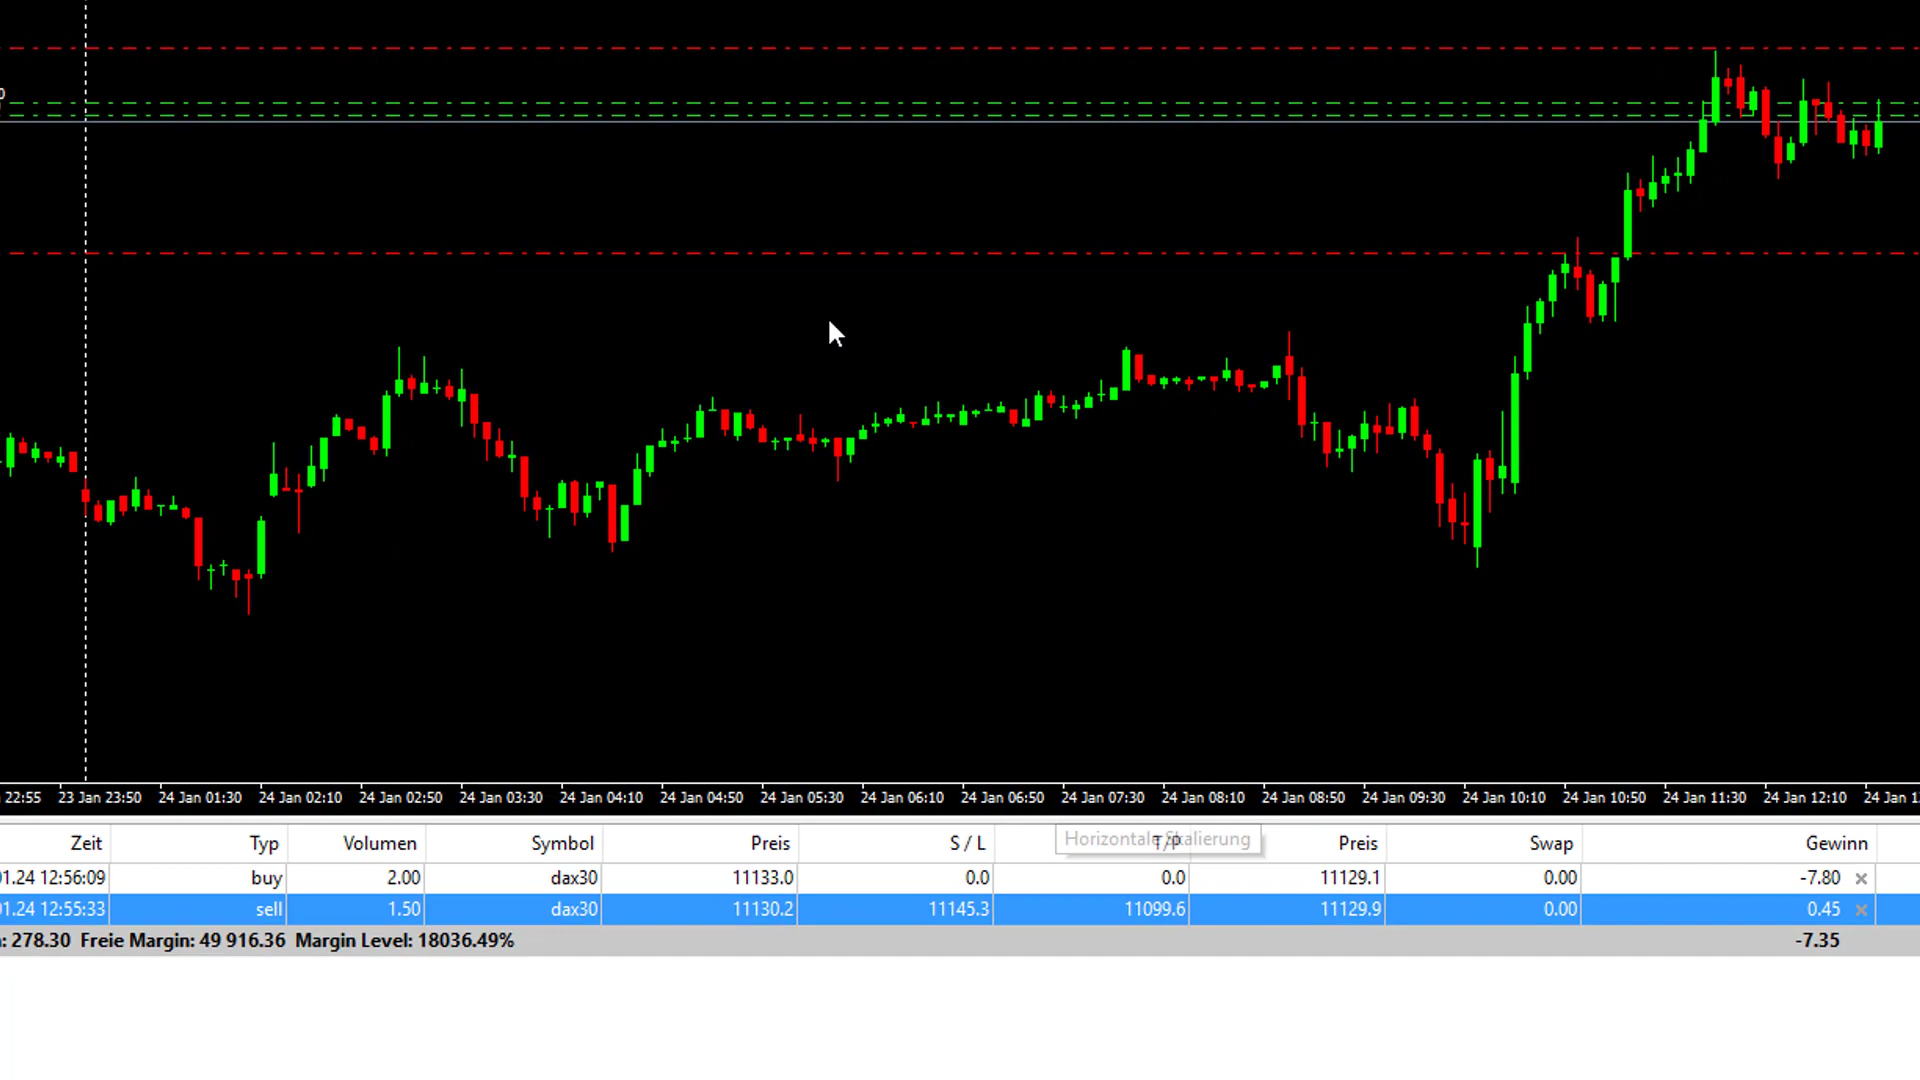 0
22:55 23 Jan 23:50 24 Jan 01:30 24 Jan 02:10 24 Jan 02:50 24 Jan 03:30 24 Jan 04:10 24 Jan 04:50 24 Jan 05:30 24 Jan 06:10 24 Jan 06:50 24 Jan 07:30 24 Jan 08:10 24 Jan 08:50 24 Jan 09:30 24 Jan 10:10 24 Jan 10:50 24 Jan 11:30 24 Jan 12:10 24 Jan
Horizontale Skalierung
Zeit Typ Volumen Symbol Preis S / L T/P Preis Swap Gewinn
01.24 12:56:09 buy 2.00 dax30 11133.0 0.0 0.0 11129.1 0.00 -7.80
01.24 12:55:33 sell 1.50 dax30 11130.2 11145.3 11099.6 11129.9 0.00 0.45
: 278.30 Freie Margin: 49 916.36 Margin Level: 18036.49% -7.35